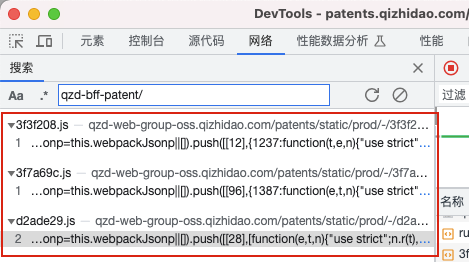 DevTools - patents.qizhidao.com/
元素 控制台 源代码 网络 性能数据分析 性能
搜索
Aa .* qzd-bff-patent/
过滤
3f3f208.js — qzd-web-group-oss.qizhidao.com/patents/static/prod/-/3f3f2…
1 …onp=this.webpackJsonp||[]).push([[12],{1237:function(t,e,n){"use strict"…
3f7a69c.js — qzd-web-group-oss.qizhidao.com/patents/static/prod/-/3f7a…
1 …onp=this.webpackJsonp||[]).push([[96],{1387:function(e,t,n){"use strict"…
名称
d2ade29.js — qzd-web-group-oss.qizhidao.com/patents/static/prod/-/d2a…
ru
2 …onp=this.webpackJsonp||[]).push([[28],[function(e,t,n){"use strict";n.r(t),…
3f